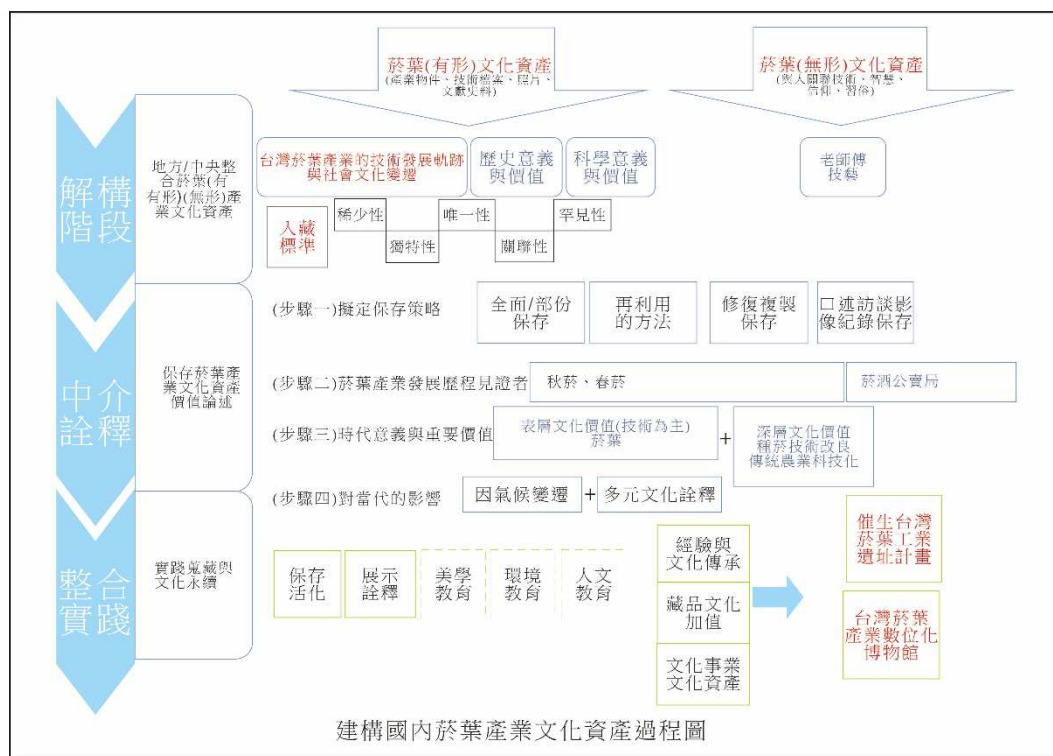 菸葉(有形)文化資產
(產業物件、技術檔案、照片、
文獻史料)
菸葉(無形)文化資產
(與人關聯技術、智慧、
信仰、習俗)
解構
階段
地方/中央整
合菸葉(有
有形)(無形)產
業文化資產
台灣菸葉產業的技術發展軌跡
與社會文化變遷
歷史意義
與價值
科學意義
與價值
老師傅
技藝
入藏
標準
稀少性
獨特性
唯一性
關聯性
罕見性
中介
詮釋
保存菸葉產
業文化資產
價值論述
(步驟一)擬定保存策略
全面/部份
保存
再利用
的方法
修復複製
保存
口述訪談影
像紀錄保存
(步驟二)菸葉產業發展歷程見證者
秋菸、春菸
菸酒公賣局
(步驟三)時代意義與重要價值
表層文化價值(技術為主)
菸葉
+
深層文化價值
種菸技術改良
傳統農業科技化
(步驟四)對當代的影響
因氣候變遷
+
多元文化詮釋
整合
實踐
實踐蒐藏與
文化永續
保存
活化
展示
詮釋
美學
教育
環境
教育
人文
教育
經驗與
文化傳承
藏品文化
加值
文化事業
文化資產
催生台灣
菸葉工業
遺址計畫
台灣菸葉
產業數位化
博物館
建構國內菸葉產業文化資產過程圖